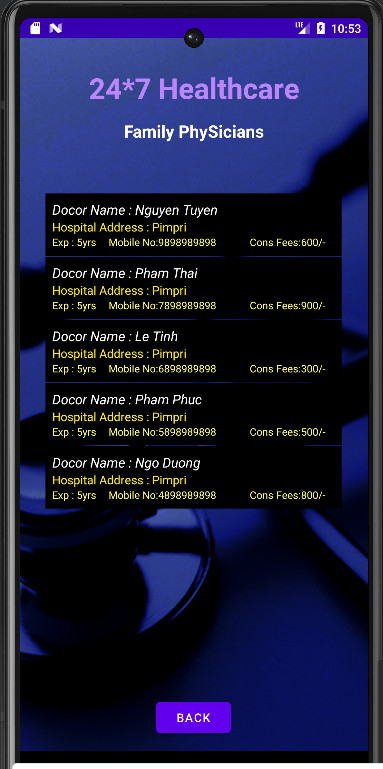 LTE 10:53
24*7 Healthcare
Family PhySicians
Docor Name : Nguyen Tuyen
Hospital Address : Pimpri
Exp : 5yrs Mobile No:9898989898 Cons Fees:600/-
Docor Name : Pham Thai
Hospital Address : Pimpri
Exp : 5yrs Mobile No:7898989898 Cons Fees:900/-
Docor Name : Le Tinh
Hospital Address : Pimpri
Exp : 5yrs Mobile No:6898989898 Cons Fees:300/-
Docor Name : Pham Phuc
Hospital Address : Pimpri
Exp : 5yrs Mobile No:5898989898 Cons Fees:500/-
Docor Name : Ngo Duong
Hospital Address : Pimpri
Exp : 5yrs Mobile No:4898989898 Cons Fees:800/-
BACK